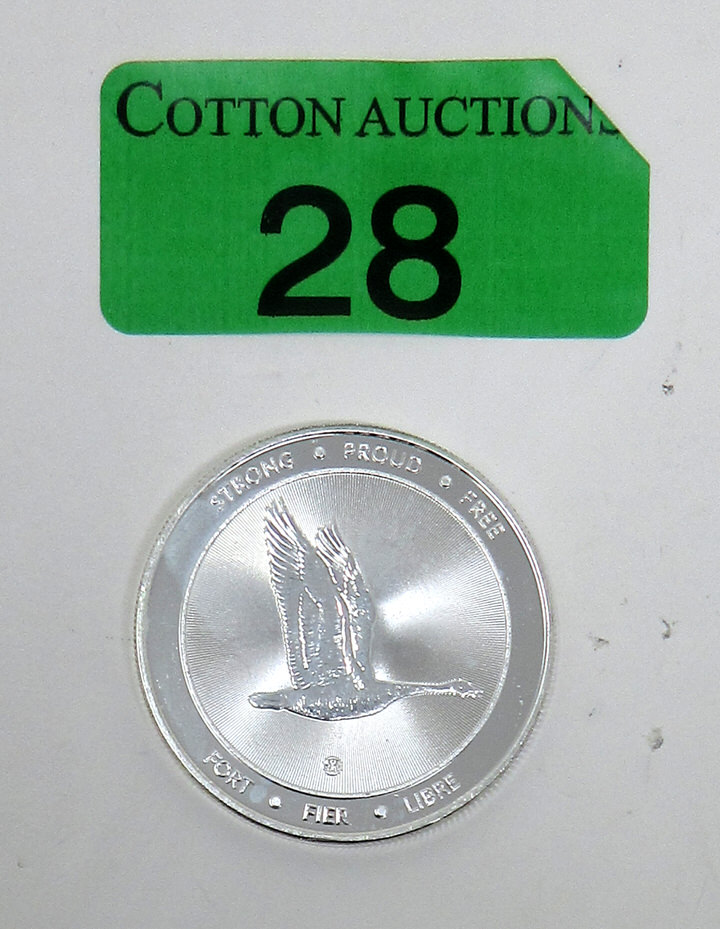 COTTON AUCTIONS
28
STRONG • PROUD • FREE
FORT • FIER • LIBRE